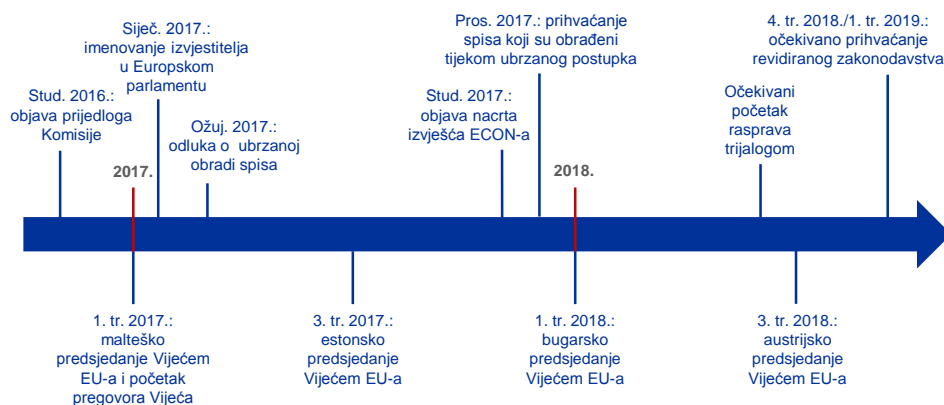 Stud. 2016.:
objava prijedloga
Komisije
2017.
Siječ. 2017.:
imenovanje izvjestitelja
u Europskom
parlamentu
Ožuj. 2017.:
odluka o  ubrzanoj
obradi spisa
Stud. 2017.:
objava nacrta
izvješća ECON-a
Pros. 2017.: prihvaćanje
spisa koji su obrađeni
tijekom ubrzanog postupka
2018.
Očekivani
početak
rasprava
trijalogom
4. tr. 2018./1. tr. 2019.:
očekivano prihvaćanje
revidiranog zakonodavstva
1. tr. 2017.:
malteško
predsjedanje Vijećem
EU-a i početak
pregovora Vijeća
3. tr. 2017.:
estonsko
predsjedanje
Vijećem EU-a
1. tr. 2018.:
bugarsko
predsjedanje
Vijećem EU-a
3. tr. 2018.:
austrijsko
predsjedanje
Vijećem EU-a